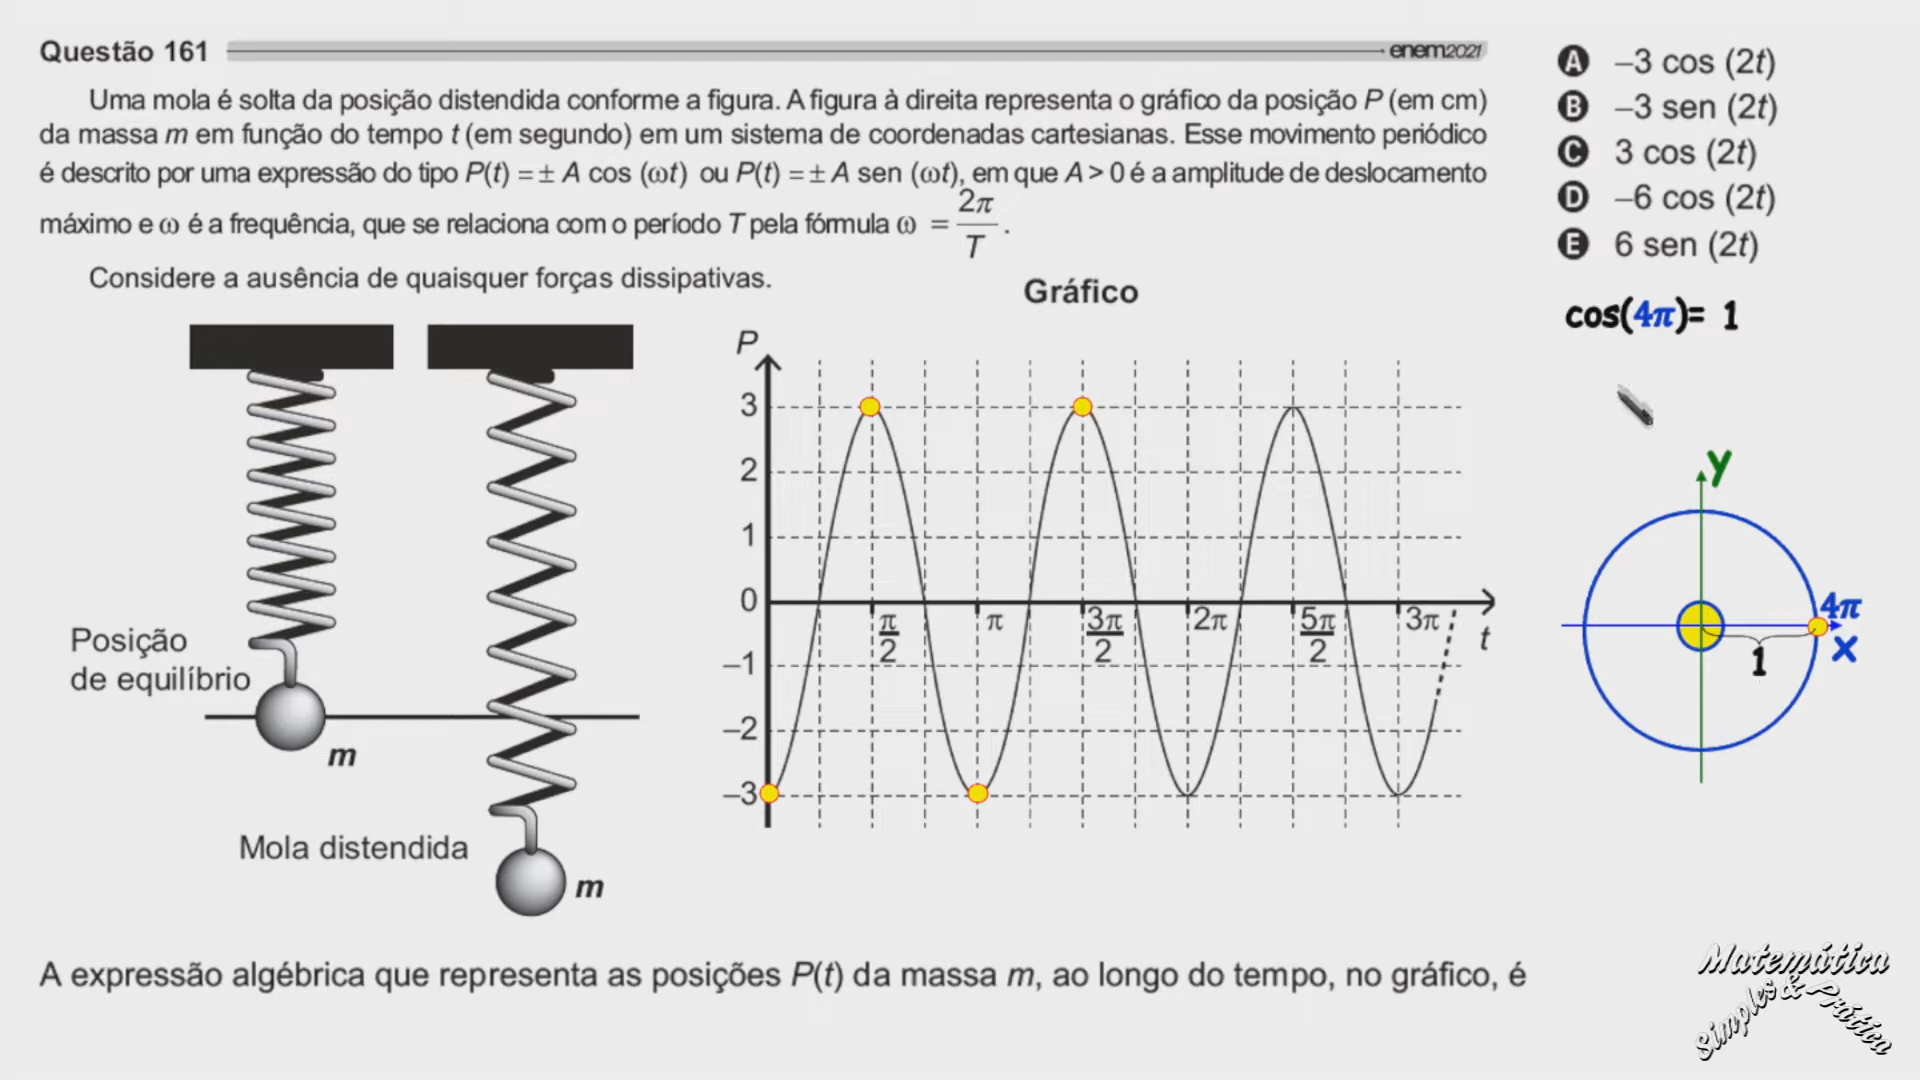 Questão 161
enem2021
Uma mola é solta da posição distendida conforme a figura. A figura à direita representa o gráfico da posição P (em cm)
da massa m em função do tempo t (em segundo) em um sistema de coordenadas cartesianas. Esse movimento periódico
é descrito por uma expressão do tipo P(t) = ± A cos (ωt) ou P(t) = ± A sen (ωt), em que A > 0 é a amplitude de deslocamento
máximo e ω é a frequência, que se relaciona com o período T pela fórmula ω = 2π/T.
Considere a ausência de quaisquer forças dissipativas.
Gráfico
P
3
2
1
0
–1
–2
–3
π/2
π
3π/2
2π
5π/2
3π
t
Posição
de equilíbrio
m
Mola distendida
m
A expressão algébrica que representa as posições P(t) da massa m, ao longo do tempo, no gráfico, é
A –3 cos (2t)
B –3 sen (2t)
C 3 cos (2t)
D –6 cos (2t)
E 6 sen (2t)
cos(4π)= 1
y
4π
x
1
Matemática
Simples & Prática